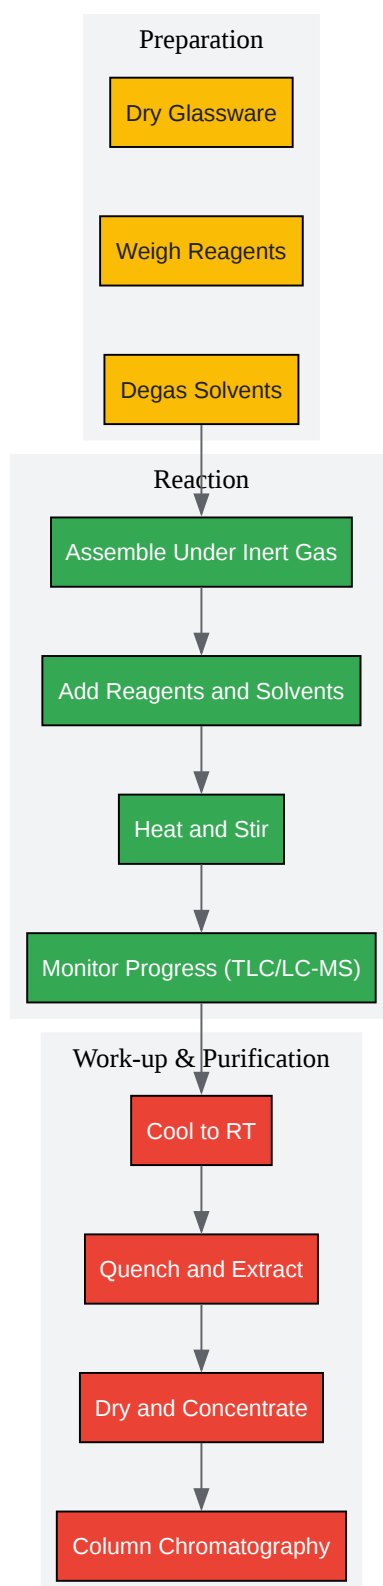 Preparation
Dry Glassware
Weigh Reagents
Degas Solvents
Reaction
Assemble Under Inert Gas
Add Reagents and Solvents
Heat and Stir
Monitor Progress (TLC/LC-MS)
Work-up & Purification
Cool to RT
Quench and Extract
Dry and Concentrate
Column Chromatography